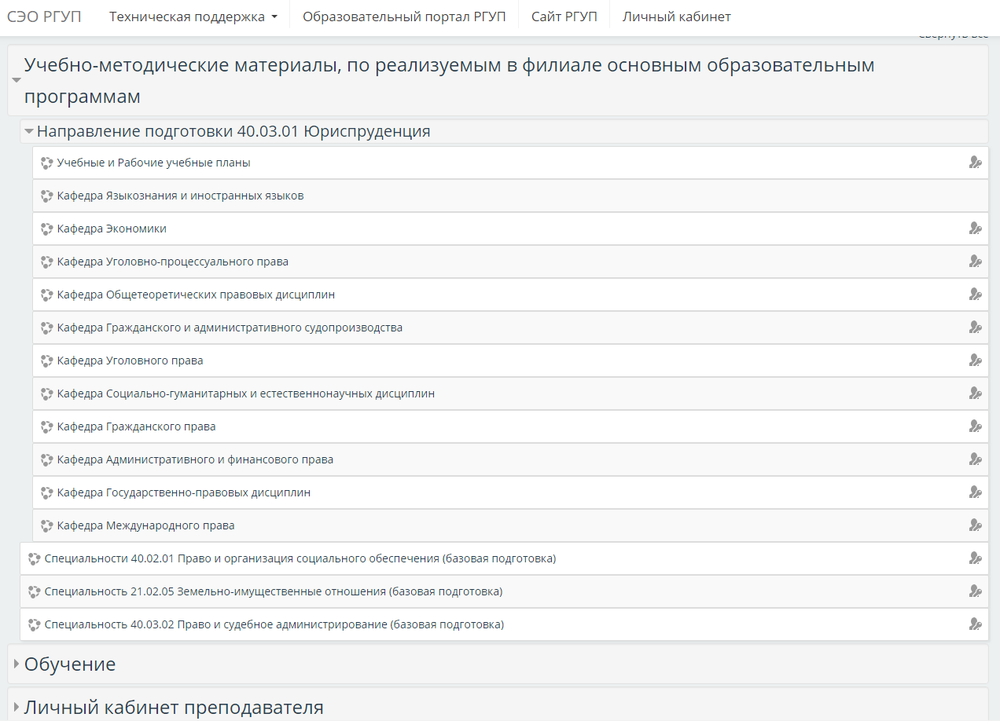 СЭО РГУП Техническая поддержка Образовательный портал РГУП Сайт РГУП Личный кабинет
Свернуть все
Учебно-методические материалы, по реализуемым в филиале основным образовательным
программам
Направление подготовки 40.03.01 Юриспруденция
Учебные и Рабочие учебные планы
Кафедра Языкознания и иностранных языков
Кафедра Экономики
Кафедра Уголовно-процессуального права
Кафедра Общетеоретических правовых дисциплин
Кафедра Гражданского и административного судопроизводства
Кафедра Уголовного права
Кафедра Социально-гуманитарных и естественнонаучных дисциплин
Кафедра Гражданского права
Кафедра Административного и финансового права
Кафедра Государственно-правовых дисциплин
Кафедра Международного права
Специальности 40.02.01 Право и организация социального обеспечения (базовая подготовка)
Специальность 21.02.05 Земельно-имущественные отношения (базовая подготовка)
Специальность 40.03.02 Право и судебное администрирование (базовая подготовка)
Обучение
Личный кабинет преподавателя